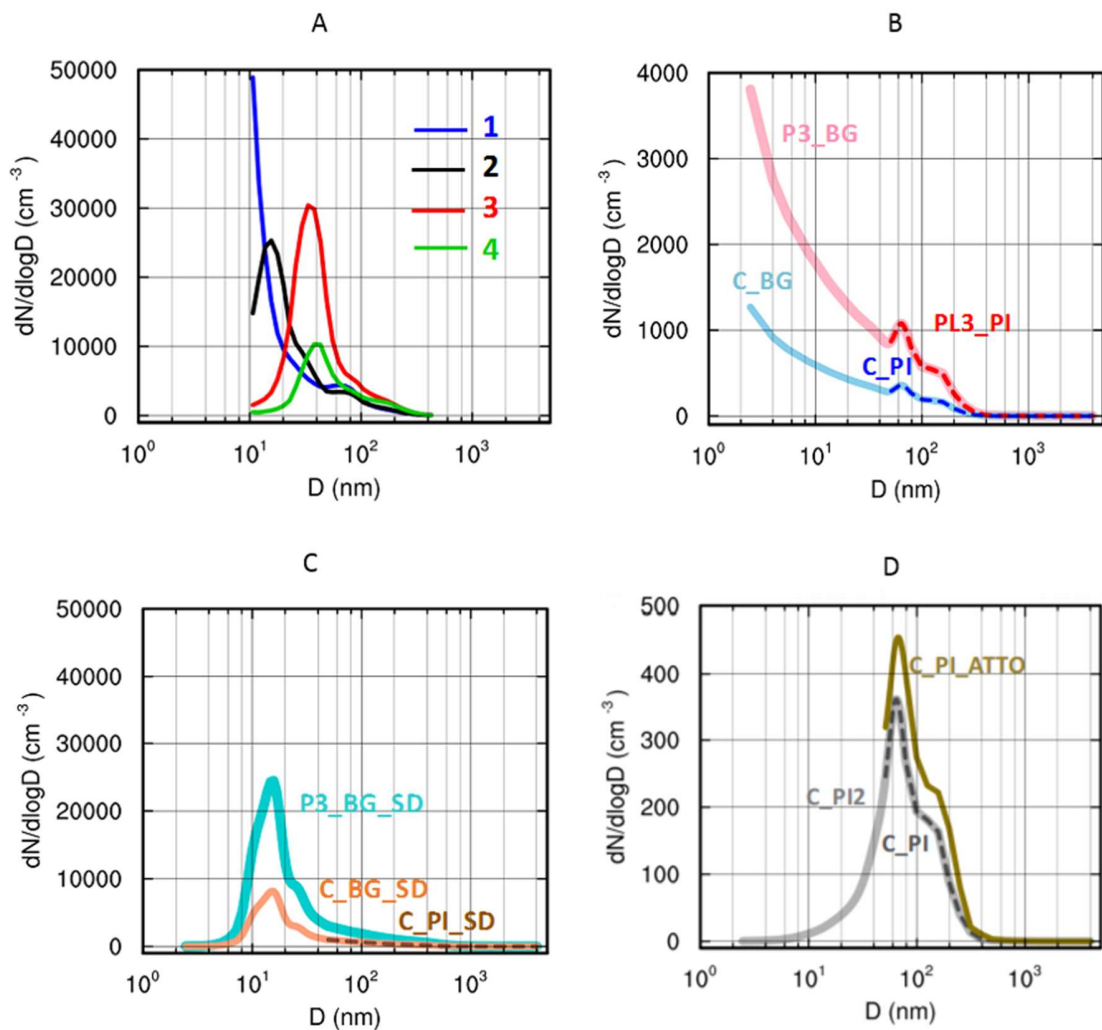 A
50000
40000
30000
20000
10000
0
dN/dlogD (cm⁻³)
10⁰ 10¹ 10² 10³
D (nm)
1
2
3
4
B
4000
3000
2000
1000
0
dN/dlogD (cm⁻³)
10⁰ 10¹ 10² 10³
D (nm)
P3_BG
C_BG
PL3_PI
C_PI
C
50000
40000
30000
20000
10000
0
dN/dlogD (cm⁻³)
10⁰ 10¹ 10² 10³
D (nm)
P3_BG_SD
C_BG_SD
C_PI_SD
D
500
400
300
200
100
0
dN/dlogD (cm⁻³)
10⁰ 10¹ 10² 10³
D (nm)
C_PI_ATTO
C_PI2
C_PI